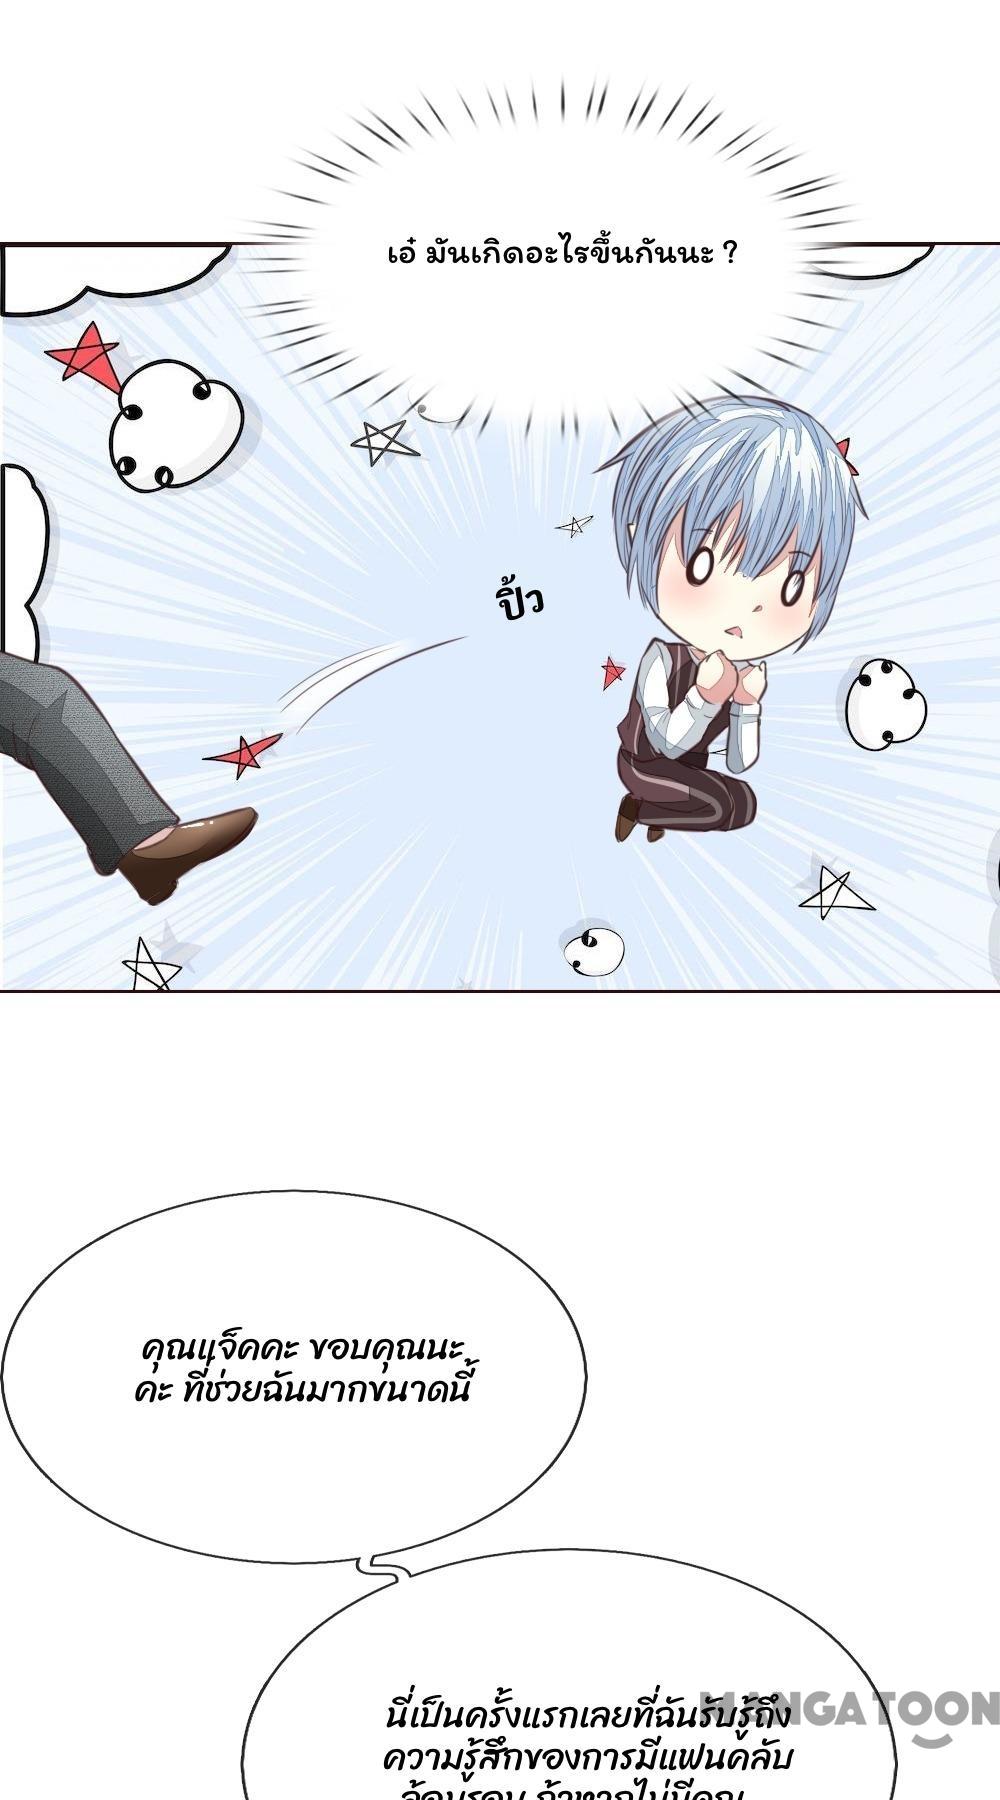 เอ๋ มันเกิดอะไรขึ้นกันนะ ?
ปิ้ว
คุณแจ็คคะ ขอบคุณนะ
คะ ที่ช่วยฉันมากขนาดนี้
นี่เป็นครั้งแรกเลยที่ฉันรับรู้ถึง
ความรู้สึกของการมีแฟนคลับ
MANGATOON